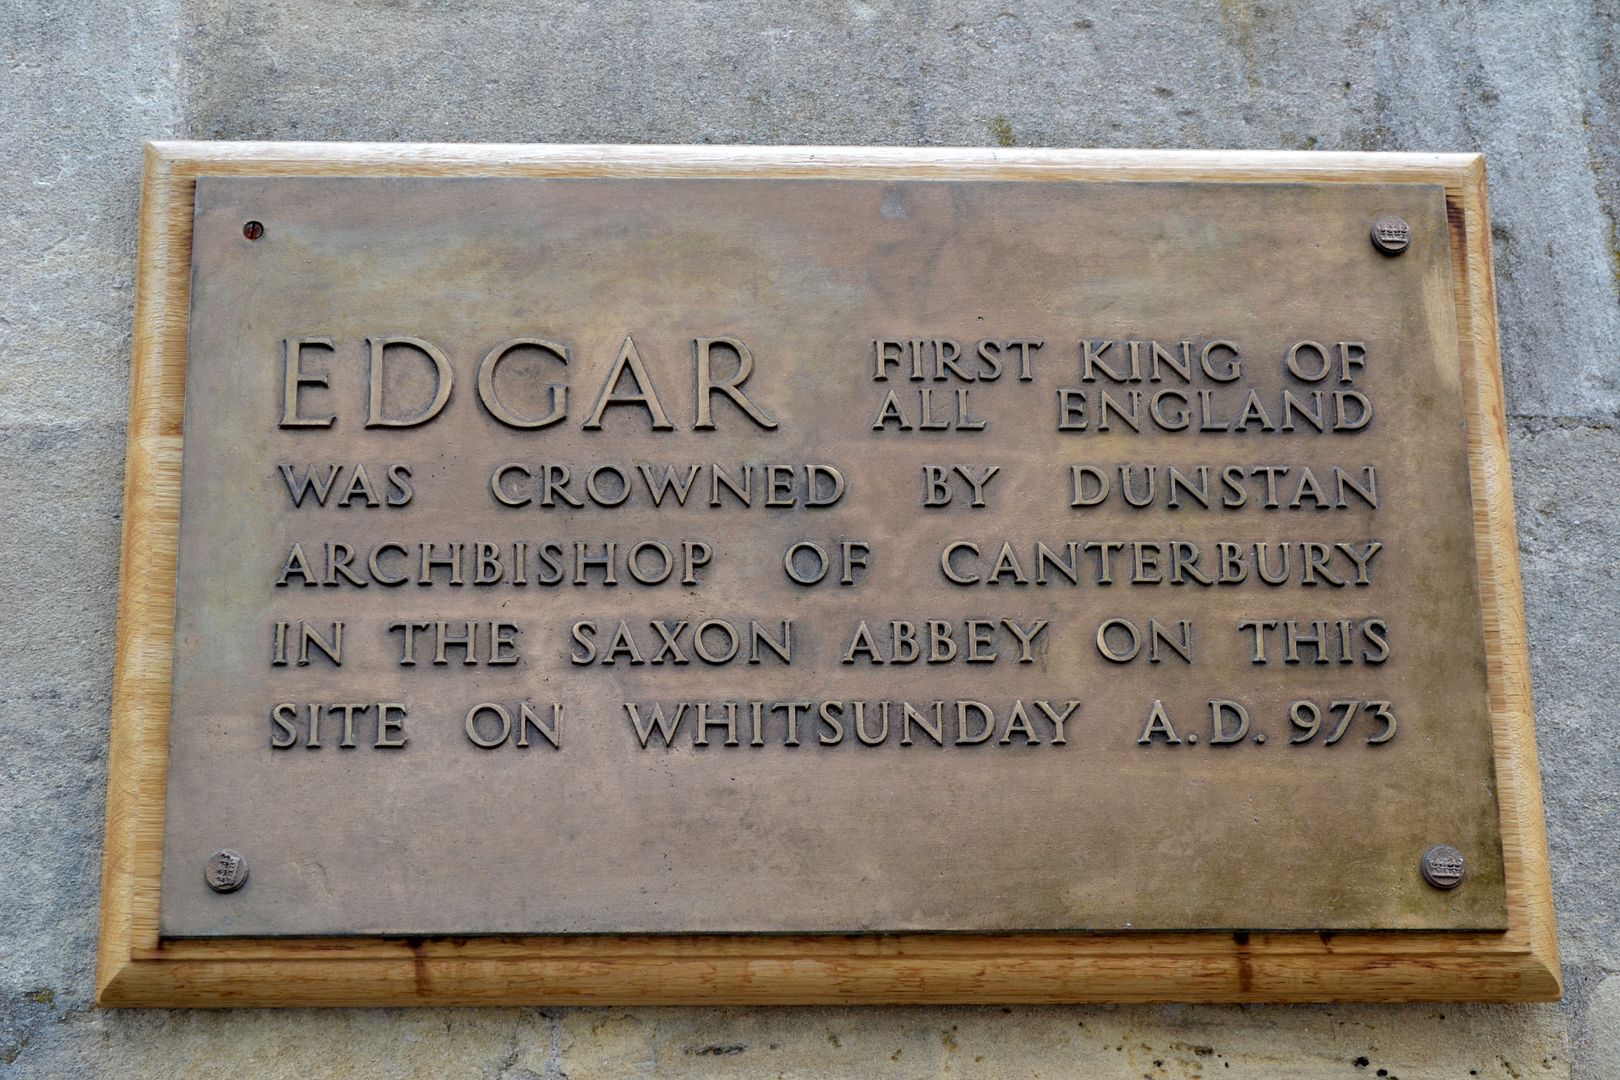 EDGAR FIRST KING OF
ALL ENGLAND
WAS CROWNED BY DUNSTAN
ARCHBISHOP OF CANTERBURY
IN THE SAXON ABBEY ON THIS
SITE ON WHITSUNDAY A.D. 973